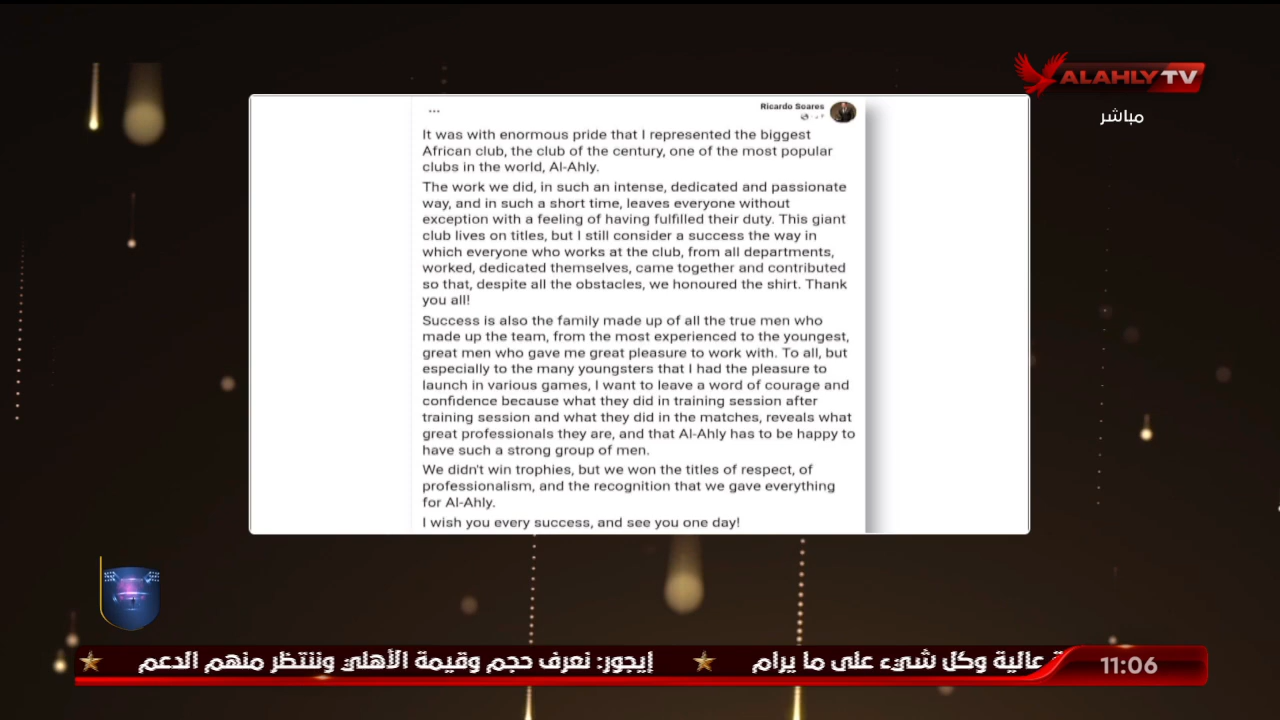 ALAHLY TV
مباشر
Ricardo Soares
It was with enormous pride that I represented the biggest
African club, the club of the century, one of the most popular
clubs in the world, Al-Ahly.
The work we did, in such an intense, dedicated and passionate
way, and in such a short time, leaves everyone without
exception with a feeling of having fulfilled their duty. This giant
club lives on titles, but I still consider a success the way in
which everyone who works at the club, from all departments,
worked, dedicated themselves, came together and contributed
so that, despite all the obstacles, we honoured the shirt. Thank
you all!
Success is also the family made up of all the true men who
made up the team, from the most experienced to the youngest,
great men who gave me great pleasure to work with. To all, but
especially to the many youngsters that I had the pleasure to
launch in various games, I want to leave a word of courage and
confidence because what they did in training session after
training session and what they did in the matches, reveals what
great professionals they are, and that Al-Ahly has to be happy to
have such a strong group of men.
We didn't win trophies, but we won the titles of respect, of
professionalism, and the recognition that we gave everything
for Al-Ahly.
I wish you every success, and see you one day!
11:06
عالية وكل شيء على ما يرام ★ إيجور: نعرف حجم وقيمة الأهلي وننتظر منهم الدعم